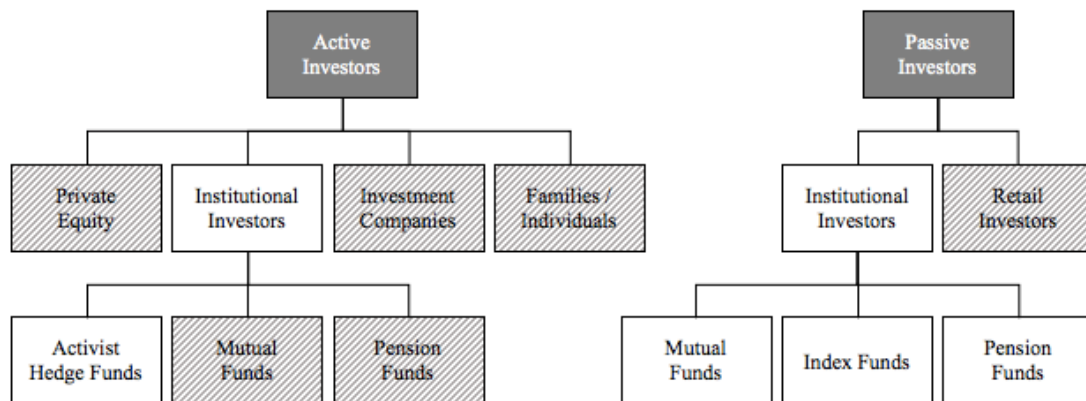 Active
Investors
Passive
Investors
Private
Equity
Institutional
Investors
Investment
Companies
Families /
Individuals
Institutional
Investors
Retail
Investors
Activist
Hedge Funds
Mutual
Funds
Pension
Funds
Mutual
Funds
Index Funds
Pension
Funds